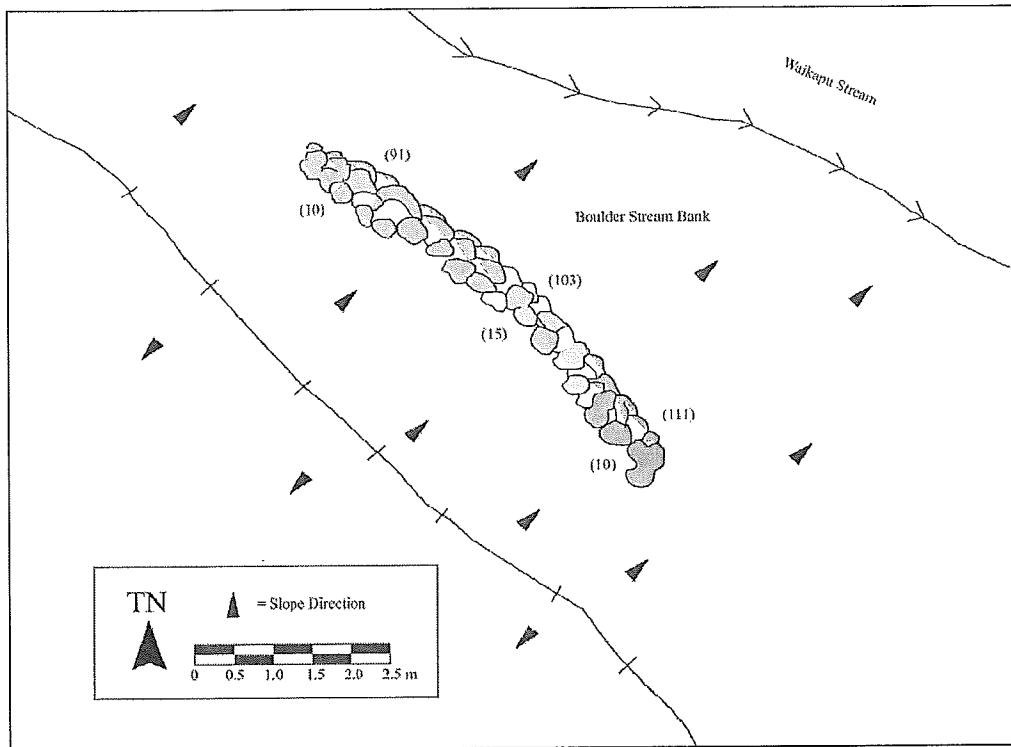 Waikapu Stream
(91)
Boulder Stream Bank
(10)
(103)
(15)
(111)
(10)
TN
= Slope Direction
0 0.5 1.0 1.5 2.0 2.5 m